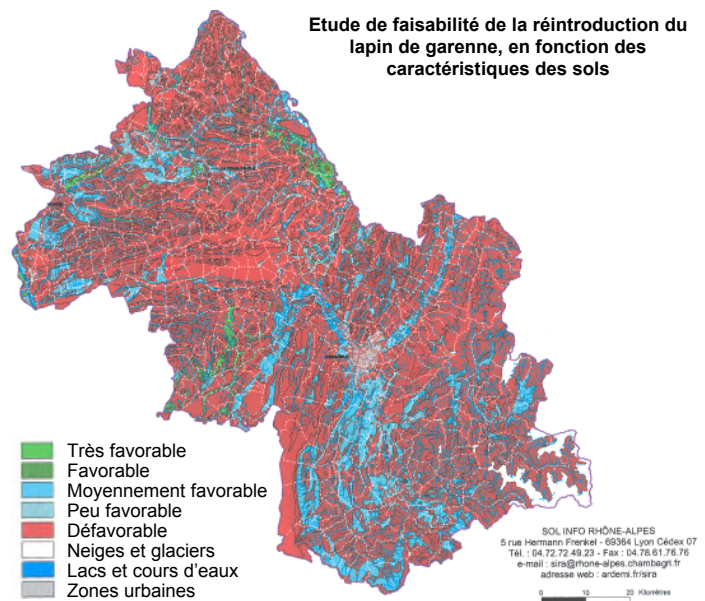 Etude de faisabilité de la réintroduction du
lapin de garenne, en fonction des
caractéristiques des sols
Très favorable
Favorable
Moyennement favorable
Peu favorable
Défavorable
Neiges et glaciers
Lacs et cours d'eaux
Zones urbaines
SOL INFO RHÔNE-ALPES
5 rue Hermann Frenkel - 69364 Lyon Cédex 07
Tél. : 04.72.72.49.23 - Fax : 04.78.61.76.76
e-mail : sira@rhone-alpes.chambagri.fr
adresse web : ardemi.fr/sira
0 10 20 Kilomètres